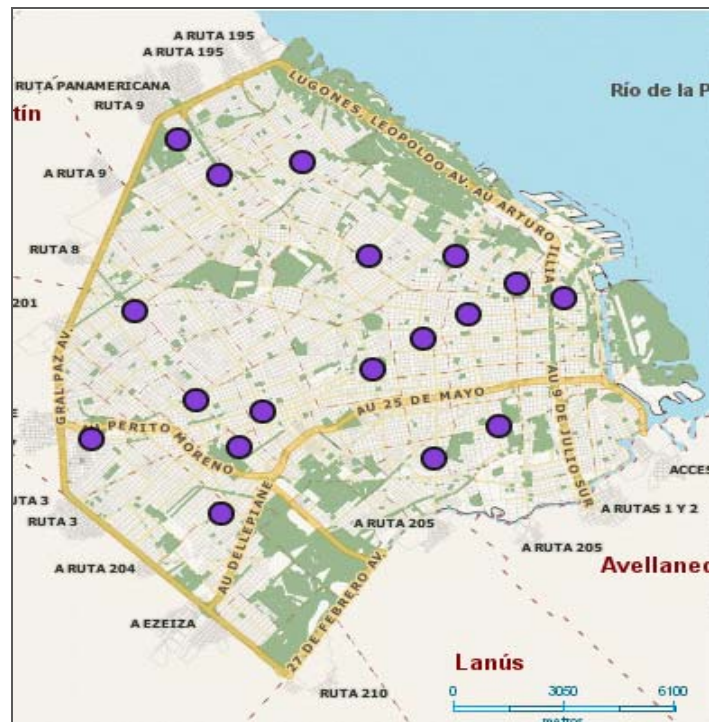 A RUTA 195
A RUTA 195
RUTA PANAMERICANA
RUTA 9
LUGONES, LEOPOLDO AV. AU ARTURO ILLIA
Río de la P
tín
A RUTA 9
RUTA 8
201
GRAL PAZ AV.
AU 25 DE MAYO
PERITO MORENO
AU 9 DE JULIO SUR
ACCES
UTA 3
RUTA 3
A RUTA 205
A RUTAS 1 Y 2
AU DELLEPIANE
A RUTA 205
A RUTA 204
27 DE FEBRERO AV.
Avellaned
A EZEIZA
Lanús
RUTA 210
0 3050 6100
metros